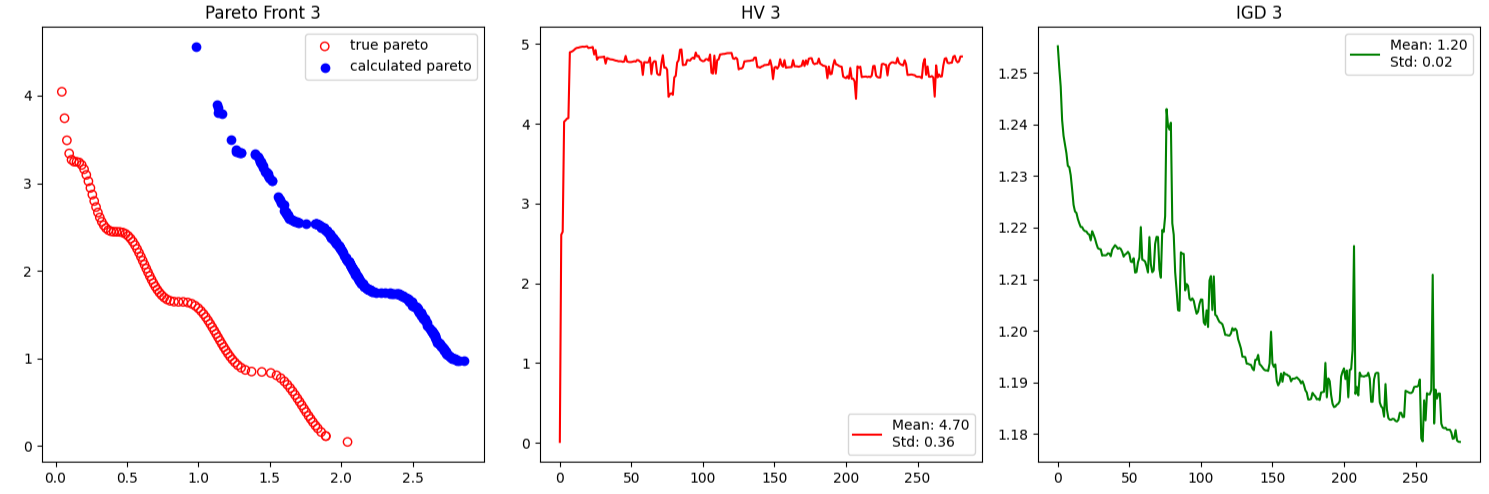 Pareto Front 3
true pareto
calculated pareto
4
3
2
1
0
0.0 0.5 1.0 1.5 2.0 2.5
HV 3
5
4
3
2
1
0
Mean: 4.70
Std: 0.36
0 50 100 150 200 250
IGD 3
Mean: 1.20
Std: 0.02
1.25
1.24
1.23
1.22
1.21
1.20
1.19
1.18
0 50 100 150 200 250